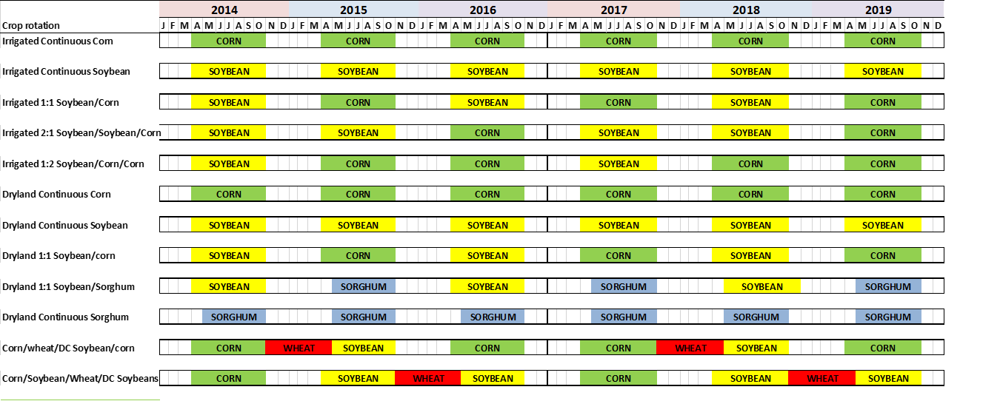 2014 2015 2016 2017 2018 2019
Crop rotation J F M A M J J A S O N D J F M A M J J A S O N D J F M A M J J A S O N D J F M A M J J A S O N D J F M A M J J A S O N D J F M A M J J A S O N D
Irrigated Continuous Corn CORN CORN CORN CORN CORN CORN
Irrigated Continuous Soybean SOYBEAN SOYBEAN SOYBEAN SOYBEAN SOYBEAN SOYBEAN
Irrigated 1:1 Soybean/Corn SOYBEAN CORN SOYBEAN CORN SOYBEAN CORN
Irrigated 2:1 Soybean/Soybean/Corn SOYBEAN SOYBEAN CORN SOYBEAN SOYBEAN CORN
Irrigated 1:2 Soybean/Corn/Corn SOYBEAN CORN CORN SOYBEAN CORN CORN
Dryland Continuous Corn CORN CORN CORN CORN CORN CORN
Dryland Continuous Soybean SOYBEAN SOYBEAN SOYBEAN SOYBEAN SOYBEAN SOYBEAN
Dryland 1:1 Soybean/corn SOYBEAN CORN SOYBEAN CORN SOYBEAN CORN
Dryland 1:1 Soybean/Sorghum SOYBEAN SORGHUM SOYBEAN SORGHUM SOYBEAN SORGHUM
Dryland Continuous Sorghum SORGHUM SORGHUM SORGHUM SORGHUM SORGHUM SORGHUM
Corn/wheat/DC Soybean/corn CORN WHEAT SOYBEAN CORN CORN WHEAT SOYBEAN CORN
Corn/Soybean/Wheat/DC Soybeans CORN SOYBEAN WHEAT SOYBEAN CORN SOYBEAN WHEAT SOYBEAN